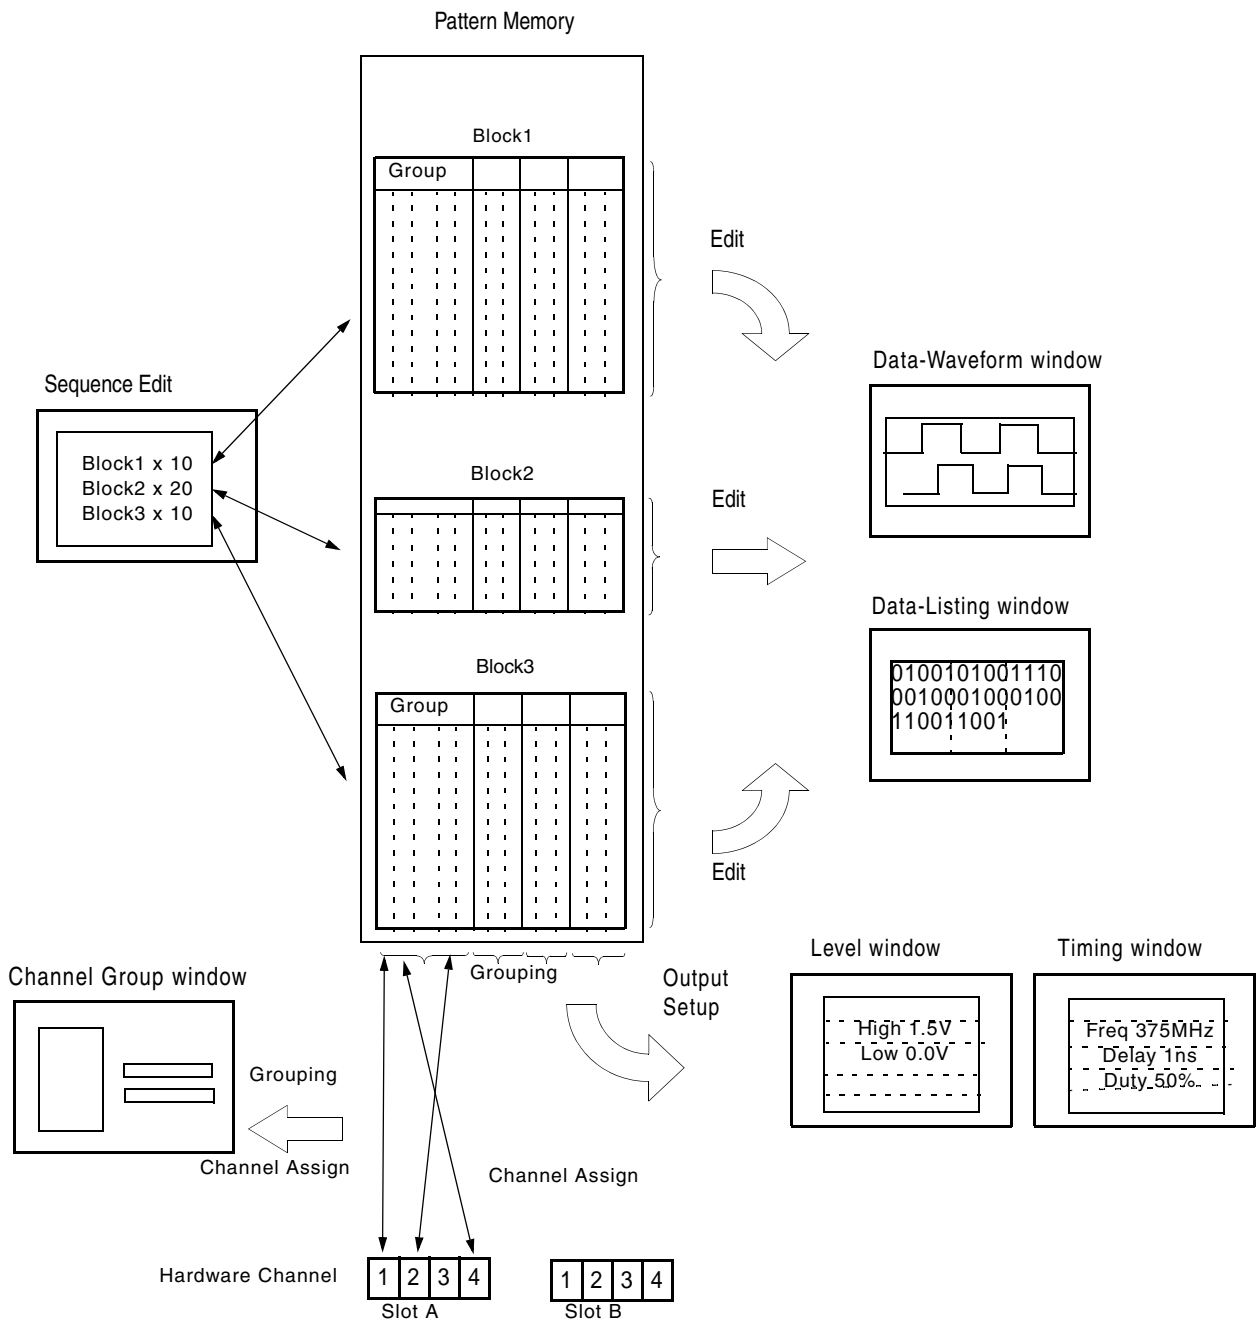 Pattern Memory
Block1
Group
Edit
Data-Waveform window
Sequence Edit
Block1 x 10
Block2 x 20
Block3 x 10
Block2
Edit
Data-Listing window
0100101001110
0010001000100
110011001
Block3
Group
Edit
Level window
High 1.5V
Low 0.0V
Timing window
Freq 375MHz
Delay 1ns
Duty 50%
Grouping
Output
Setup
Channel Group window
Grouping
Channel Assign
Channel Assign
Hardware Channel
1 2 3 4
Slot A
1 2 3 4
Slot B